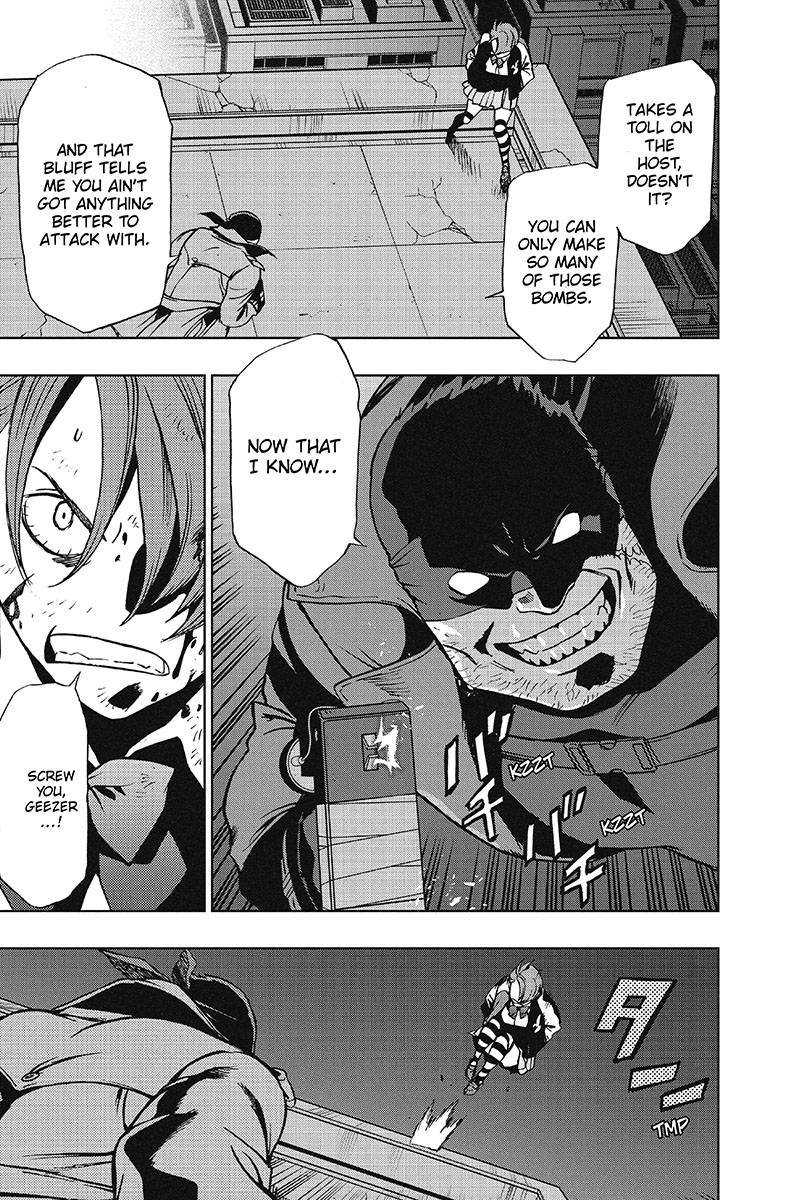 TAKES A
TOLL ON
THE
HOST,
DOESN'T
IT?
YOU CAN
ONLY MAKE
SO MANY
OF THOSE
BOMBS.
AND THAT
BLUFF TELLS
ME YOU AIN'T
GOT ANYTHING
BETTER TO
ATTACK WITH.
NOW THAT
I KNOW...
バチ
KZZT
バチ
KZZT
SCREW
YOU,
GEEZER
...!
タン
TMP